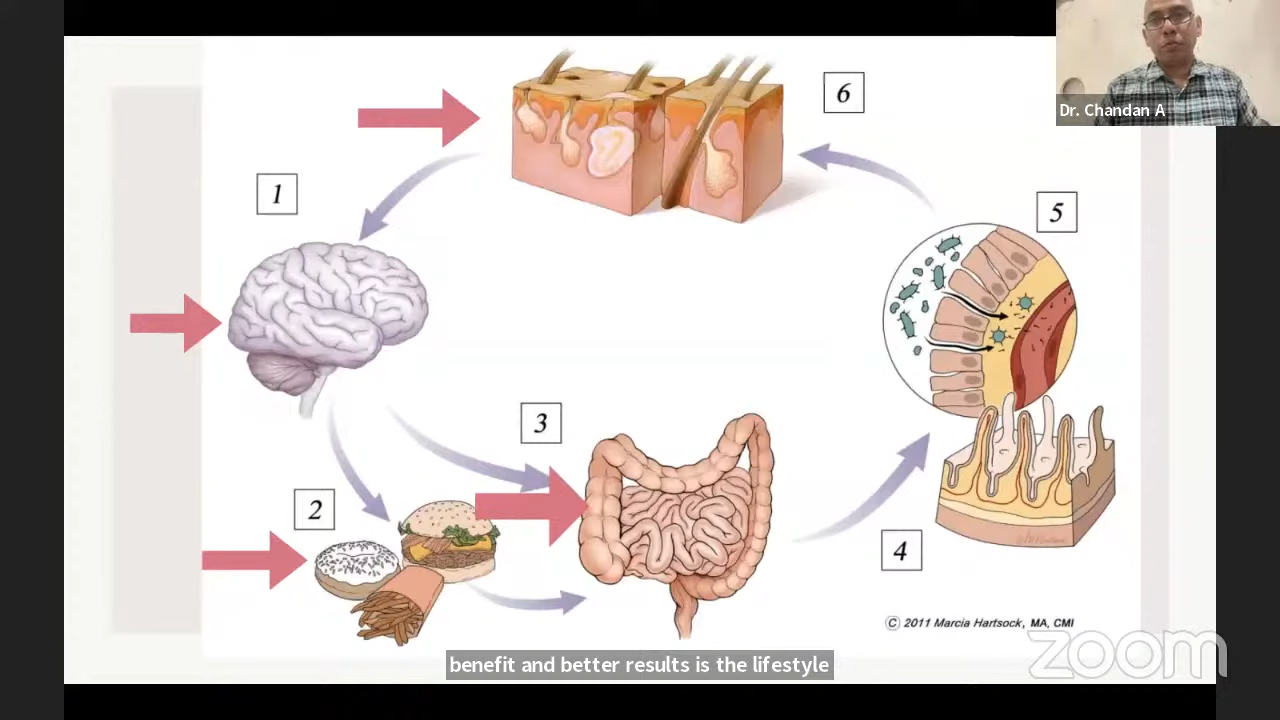 Dr. Chandan A
6
1
5
3
2
4
© 2011 Marcia Hartsock, MA, CMI
zoom
benefit and better results is the lifestyle